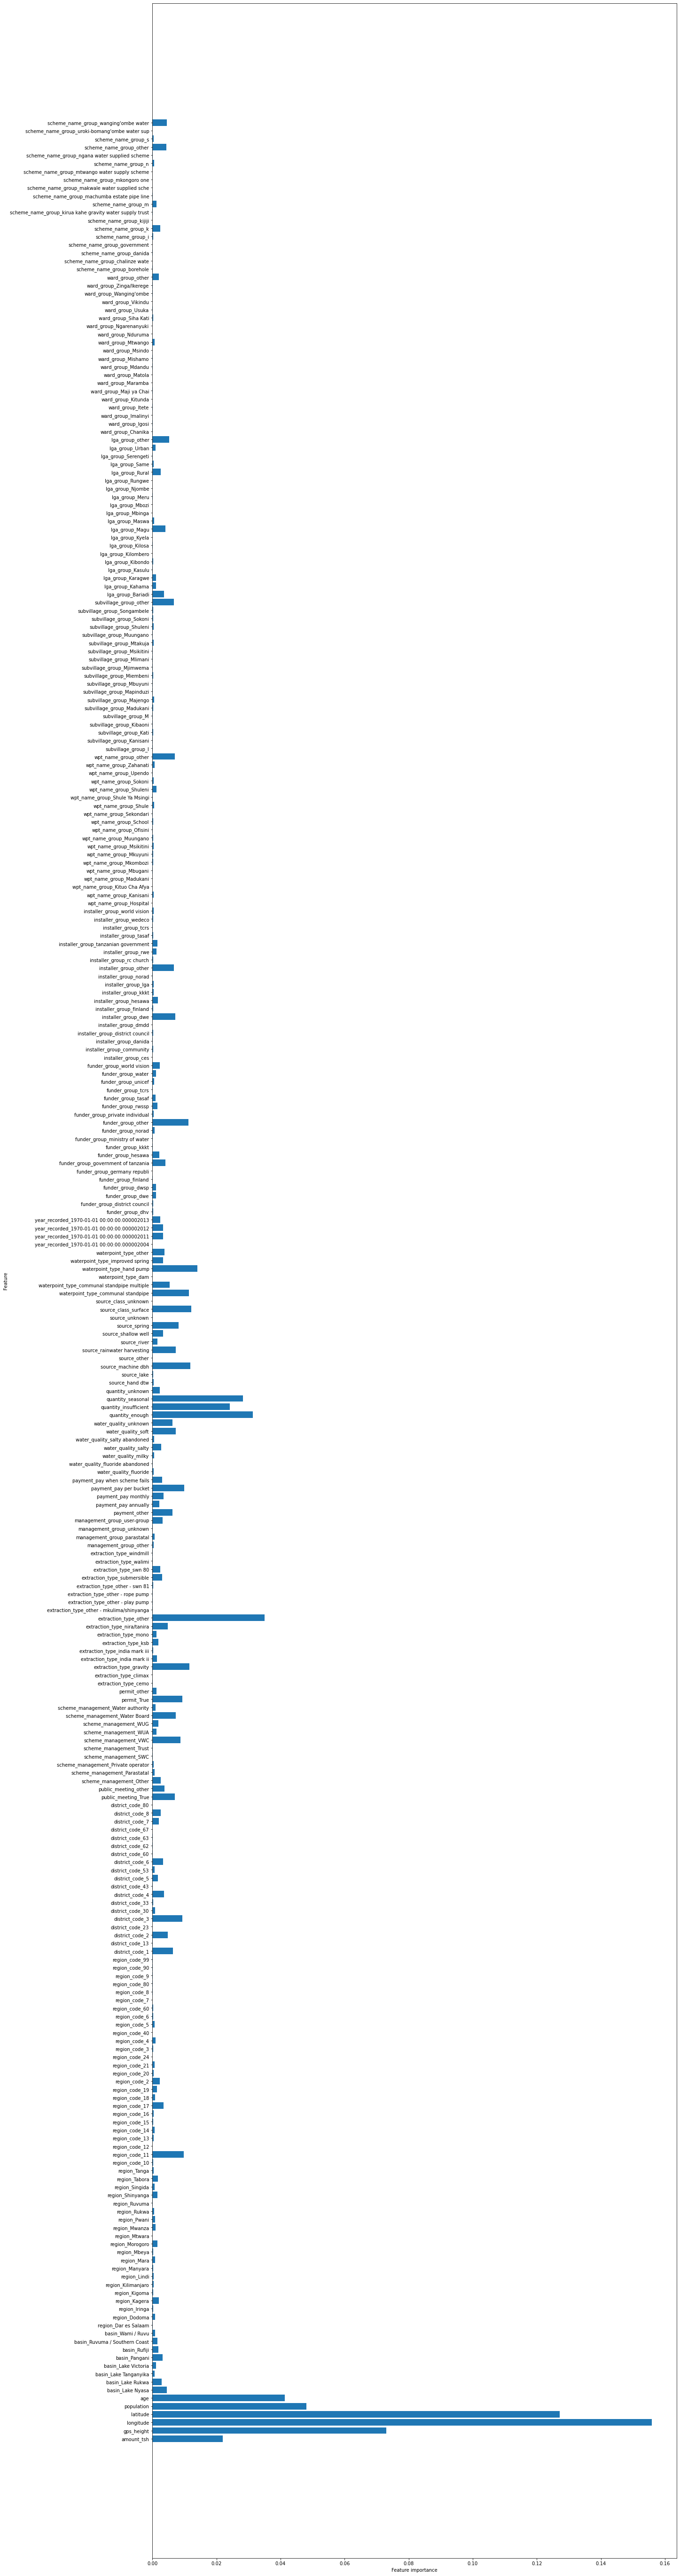 scheme_name_group_wanging'ombe water
scheme_name_group_uroki-bomang'ombe water sup
scheme_name_group_s
scheme_name_group_other
scheme_name_group_ngana water supplied scheme
scheme_name_group_n
scheme_name_group_mtwango water supply scheme
scheme_name_group_mkongoro one
scheme_name_group_makwale water supplied sche
scheme_name_group_machumba estate pipe line
scheme_name_group_m
scheme_name_group_kirua kahe gravity water supply trust
scheme_name_group_kijiji
scheme_name_group_k
scheme_name_group_i
scheme_name_group_government
scheme_name_group_danida
scheme_name_group_chalinze wate
scheme_name_group_borehole
ward_group_other
ward_group_Zinga/Ikerege
ward_group_Wanging'ombe
ward_group_Vikindu
ward_group_Usuka
ward_group_Siha Kati
ward_group_Ngarenanyuki
ward_group_Nduruma
ward_group_Mtwango
ward_group_Msindo
ward_group_Mishamo
ward_group_Mdandu
ward_group_Matola
ward_group_Maramba
ward_group_Maji ya Chai
ward_group_Kitunda
ward_group_Itete
ward_group_Imalinyi
ward_group_Igosi
ward_group_Chanika
lga_group_other
lga_group_Urban
lga_group_Serengeti
lga_group_Same
lga_group_Rural
lga_group_Rungwe
lga_group_Njombe
lga_group_Meru
lga_group_Mbozi
lga_group_Mbinga
lga_group_Maswa
lga_group_Magu
lga_group_Kyela
lga_group_Kilosa
lga_group_Kilombero
lga_group_Kibondo
lga_group_Kasulu
lga_group_Karagwe
lga_group_Kahama
lga_group_Bariadi
subvillage_group_other
subvillage_group_Songambele
subvillage_group_Sokoni
subvillage_group_Shuleni
subvillage_group_Muungano
subvillage_group_Mtakuja
subvillage_group_Msikitini
subvillage_group_Mlimani
subvillage_group_Mjimwema
subvillage_group_Miembeni
subvillage_group_Mbuyuni
subvillage_group_Mapinduzi
subvillage_group_Majengo
subvillage_group_Madukani
subvillage_group_M
subvillage_group_Kibaoni
subvillage_group_Kati
subvillage_group_Kanisani
subvillage_group_I
wpt_name_group_other
wpt_name_group_Zahanati
wpt_name_group_Upendo
wpt_name_group_Sokoni
wpt_name_group_Shuleni
wpt_name_group_Shule Ya Msingi
wpt_name_group_Shule
wpt_name_group_Sekondari
wpt_name_group_School
wpt_name_group_Ofisini
wpt_name_group_Muungano
wpt_name_group_Msikitini
wpt_name_group_Mkuyuni
wpt_name_group_Mkombozi
wpt_name_group_Mbugani
wpt_name_group_Madukani
wpt_name_group_Kituo Cha Afya
wpt_name_group_Kanisani
wpt_name_group_Hospital
installer_group_world vision
installer_group_wedeco
installer_group_tcrs
installer_group_tasaf
installer_group_tanzanian government
installer_group_rwe
installer_group_rc church
installer_group_other
installer_group_norad
installer_group_lga
installer_group_kkkt
installer_group_hesawa
installer_group_finland
installer_group_dwe
installer_group_dmdd
installer_group_district council
installer_group_danida
installer_group_community
installer_group_ces
funder_group_world vision
funder_group_water
funder_group_unicef
funder_group_tcrs
funder_group_tasaf
funder_group_rwssp
funder_group_private individual
funder_group_other
funder_group_norad
funder_group_ministry of water
funder_group_kkkt
funder_group_hesawa
funder_group_government of tanzania
funder_group_germany republi
funder_group_finland
funder_group_dwsp
funder_group_dwe
funder_group_district council
funder_group_dhv
year_recorded_1970-01-01 00:00:00.000002013
year_recorded_1970-01-01 00:00:00.000002012
year_recorded_1970-01-01 00:00:00.000002011
year_recorded_1970-01-01 00:00:00.000002004
waterpoint_type_other
waterpoint_type_improved spring
waterpoint_type_hand pump
waterpoint_type_dam
waterpoint_type_communal standpipe multiple
waterpoint_type_communal standpipe
source_class_unknown
source_class_surface
source_unknown
source_spring
source_shallow well
source_river
source_rainwater harvesting
source_other
source_machine dbh
source_lake
source_hand dtw
quantity_unknown
quantity_seasonal
quantity_insufficient
quantity_enough
water_quality_unknown
water_quality_soft
water_quality_salty abandoned
water_quality_salty
water_quality_milky
water_quality_fluoride abandoned
water_quality_fluoride
payment_pay when scheme fails
payment_pay per bucket
payment_pay monthly
payment_pay annually
payment_other
management_group_user-group
management_group_unknown
management_group_parastatal
management_group_other
extraction_type_windmill
extraction_type_walimi
extraction_type_swn 80
extraction_type_submersible
extraction_type_other - swn 81
extraction_type_other - rope pump
extraction_type_other - play pump
extraction_type_other - mkulima/shinyanga
extraction_type_other
extraction_type_nira/tanira
extraction_type_mono
extraction_type_ksb
extraction_type_india mark iii
extraction_type_india mark ii
extraction_type_gravity
extraction_type_climax
extraction_type_cemo
permit_other
permit_True
scheme_management_Water authority
scheme_management_Water Board
scheme_management_WUG
scheme_management_WUA
scheme_management_VWC
scheme_management_Trust
scheme_management_SWC
scheme_management_Private operator
scheme_management_Parastatal
scheme_management_Other
public_meeting_other
public_meeting_True
district_code_80
district_code_8
district_code_7
district_code_67
district_code_63
district_code_62
district_code_60
district_code_6
district_code_53
district_code_5
district_code_43
district_code_4
district_code_33
district_code_30
district_code_3
district_code_23
district_code_2
district_code_13
district_code_1
region_code_99
region_code_90
region_code_9
region_code_80
region_code_8
region_code_7
region_code_60
region_code_6
region_code_5
region_code_40
region_code_4
region_code_3
region_code_24
region_code_21
region_code_20
region_code_2
region_code_19
region_code_18
region_code_17
region_code_16
region_code_15
region_code_14
region_code_13
region_code_12
region_code_11
region_code_10
region_Tanga
region_Tabora
region_Singida
region_Shinyanga
region_Ruvuma
region_Rukwa
region_Pwani
region_Mwanza
region_Mtwara
region_Morogoro
region_Mbeya
region_Mara
region_Manyara
region_Lindi
region_Kilimanjaro
region_Kigoma
region_Kagera
region_Iringa
region_Dodoma
region_Dar es Salaam
basin_Wami / Ruvu
basin_Ruvuma / Southern Coast
basin_Rufiji
basin_Pangani
basin_Lake Victoria
basin_Lake Tanganyika
basin_Lake Rukwa
basin_Lake Nyasa
age
population
latitude
longitude
gps_height
amount_tsh
Feature
0.00 0.02 0.04 0.06 0.08 0.10 0.12 0.14 0.16
Feature importance